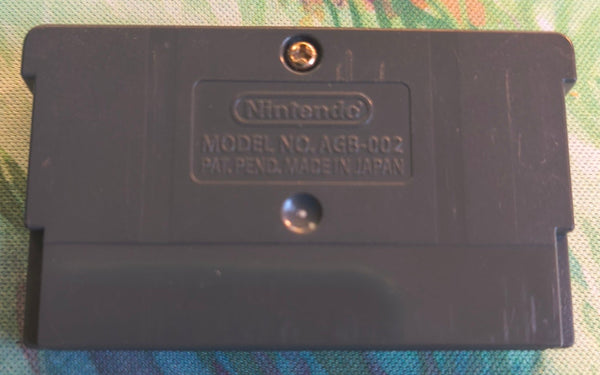 Nintendo
MODEL NO. AGB-002
PAT. PEND. MADE IN JAPAN